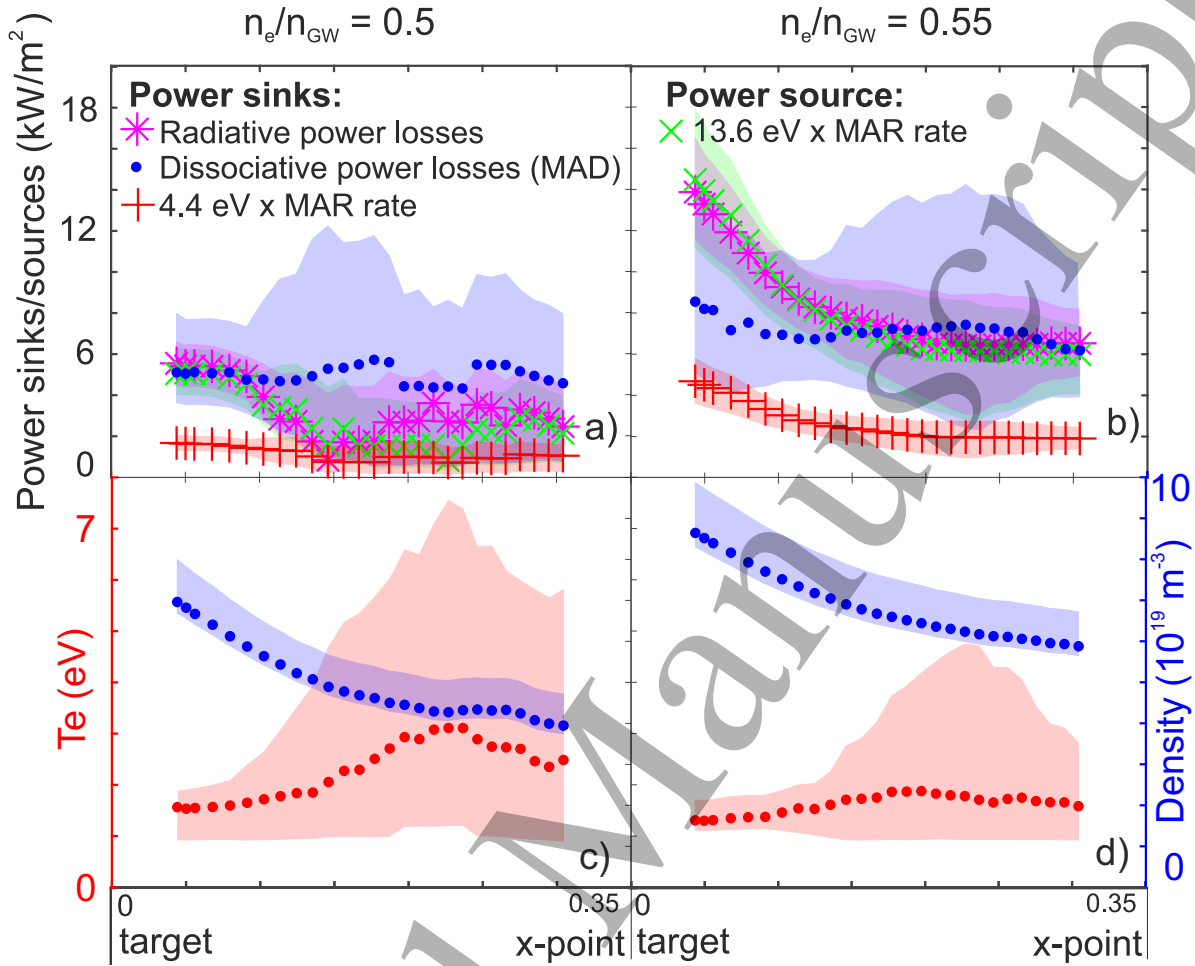 n_e/n_GW = 0.5
n_e/n_GW = 0.55
Power sinks/sources (kW/m²)
18
12
6
0
Power sinks:
Radiative power losses
Dissociative power losses (MAD)
4.4 eV x MAR rate
Power source:
13.6 eV x MAR rate
a)
b)
Te (eV)
7
0
c)
d)
10
0
Density (10¹⁹ m⁻³)
0
0.35
0
0.35
target
x-point
target
x-point
Manuscrip